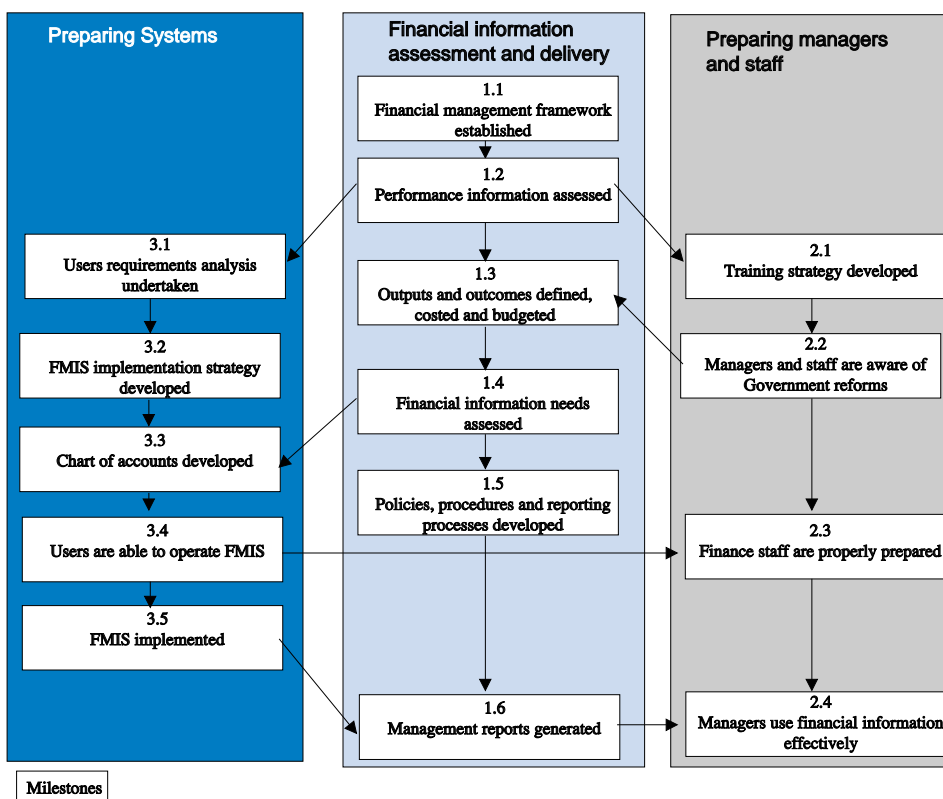 Preparing Systems
3.1
Users requirements analysis
undertaken
3.2
FMIS implementation strategy
developed
3.3
Chart of accounts developed
3.4
Users are able to operate FMIS
3.5
FMIS implemented
Financial information
assessment and delivery
1.1
Financial management framework
established
1.2
Performance information assessed
1.3
Outputs and outcomes defined,
costed and budgeted
1.4
Financial information needs
assessed
1.5
Policies, procedures and reporting
processes developed
1.6
Management reports generated
Preparing managers
and staff
2.1
Training strategy developed
2.2
Managers and staff are aware of
Government reforms
2.3
Finance staff are properly prepared
2.4
Managers use financial information
effectively
Milestones